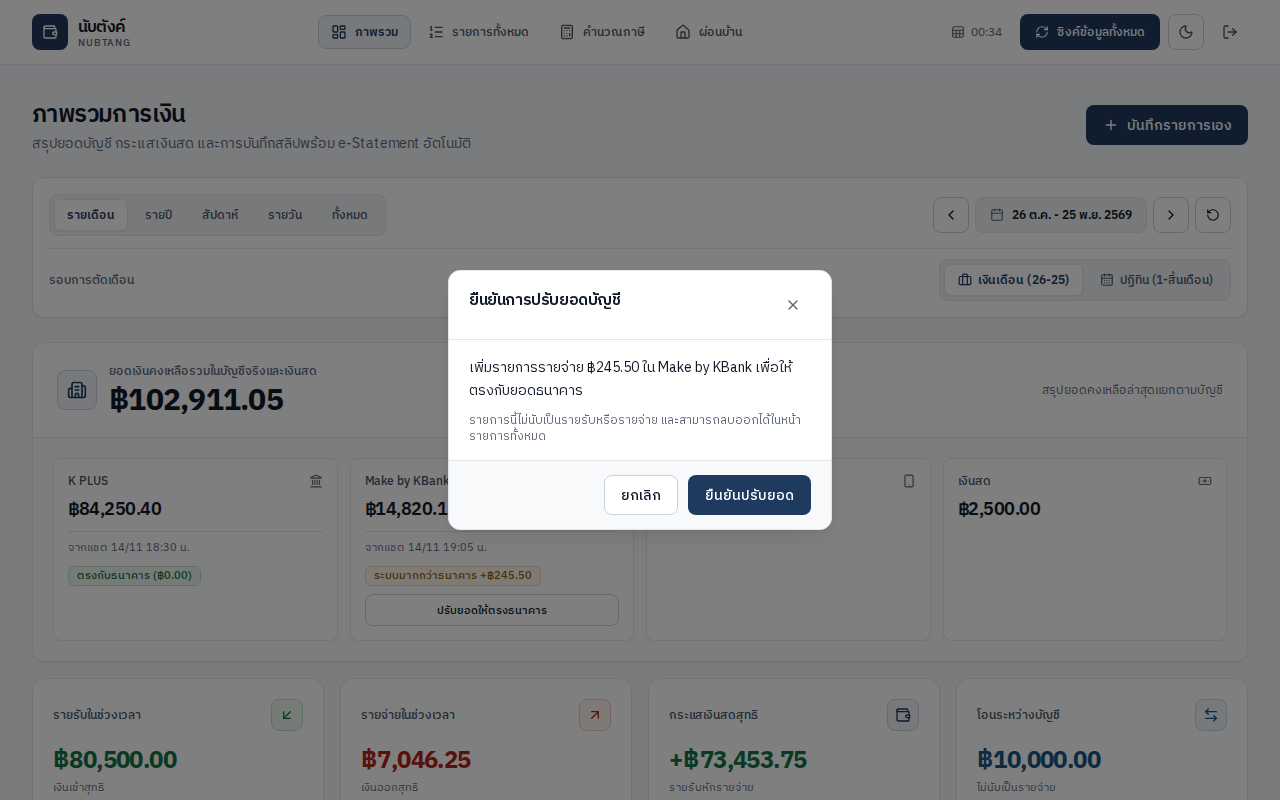 นับตังค์
NUBTANG
ภาพรวม
รายการทั้งหมด
คำนวณภาษี
ผ่อนบ้าน
00:34
ซิงค์ข้อมูลทั้งหมด
ภาพรวมการเงิน
สรุปยอดบัญชี กระแสเงินสด และการบันทึกสลิปพร้อม e-Statement อัตโนมัติ
บันทึกรายการเอง
รายเดือน
รายปี
สัปดาห์
รายวัน
ทั้งหมด
26 ต.ค. - 25 พ.ย. 2569
รอบการตัดเดือน
เงินเดือน (26-25)
ปฏิทิน (1-สิ้นเดือน)
ยืนยันการปรับยอดบัญชี
เพิ่มรายการรายจ่าย ฿245.50 ใน Make by KBank เพื่อให้
ตรงกับยอดธนาคาร
รายการนี้ไม่นับเป็นรายรับหรือรายจ่าย และสามารถลบออกได้ในหน้า
รายการทั้งหมด
ยกเลิก
ยืนยันปรับยอด
ยอดเงินคงเหลือรวมในบัญชีจริงและเงินสด
฿102,911.05
สรุปยอดคงเหลือล่าสุดแยกตามบัญชี
K PLUS
฿84,250.40
จากแชต 14/11 18:30 น.
ตรงกับธนาคาร (฿0.00)
Make by KBank
฿14,820.1
จากแชต 14/11 19:05 น.
ระบบมากกว่าธนาคาร +฿245.50
ปรับยอดให้ตรงธนาคาร
เงินสด
฿2,500.00
รายรับในช่วงเวลา
฿80,500.00
เงินเข้าสุทธิ
รายจ่ายในช่วงเวลา
฿7,046.25
เงินออกสุทธิ
กระแสเงินสดสุทธิ
+฿73,453.75
รายรับหักรายจ่าย
โอนระหว่างบัญชี
฿10,000.00
ไม่นับเป็นรายจ่าย